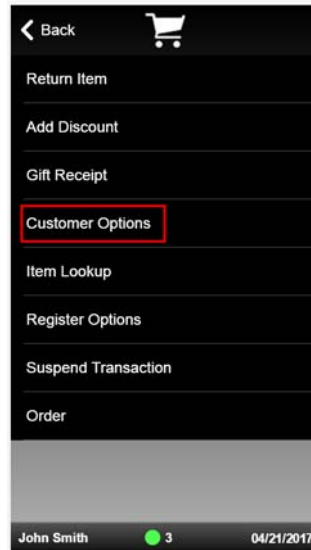 Back
Return Item
Add Discount
Gift Receipt
Customer Options
Item Lookup
Register Options
Suspend Transaction
Order
John Smith 3 04/21/2017